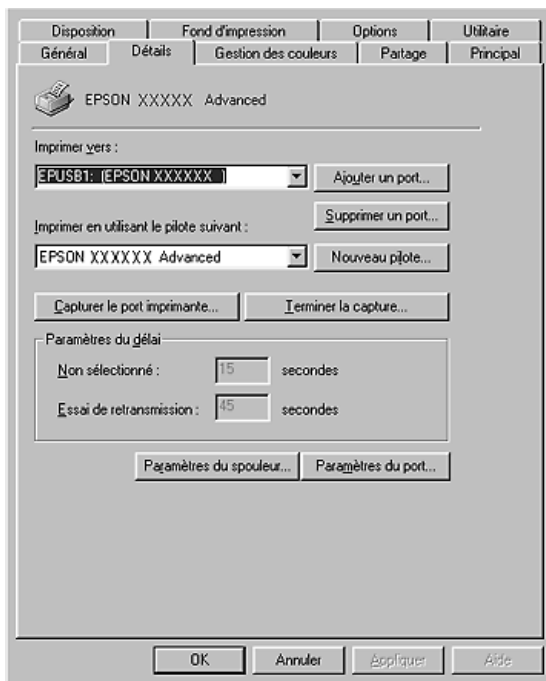 Disposition Fond d'impression Options Utilitaire
Général Détails Gestion des couleurs Partage Principal
EPSON XXXXX Advanced
Imprimer vers :
EPUSB1: (EPSON XXXXXX ) Ajouter un port...
Supprimer un port...
Imprimer en utilisant le pilote suivant :
EPSON XXXXXX Advanced Nouveau pilote...
Capturer le port imprimante... Terminer la capture...
Paramètres du délai
Non sélectionné : 15 secondes
Essai de retransmission : 45 secondes
Paramètres du spouleur... Paramètres du port...
OK Annuler Appliquer Aide